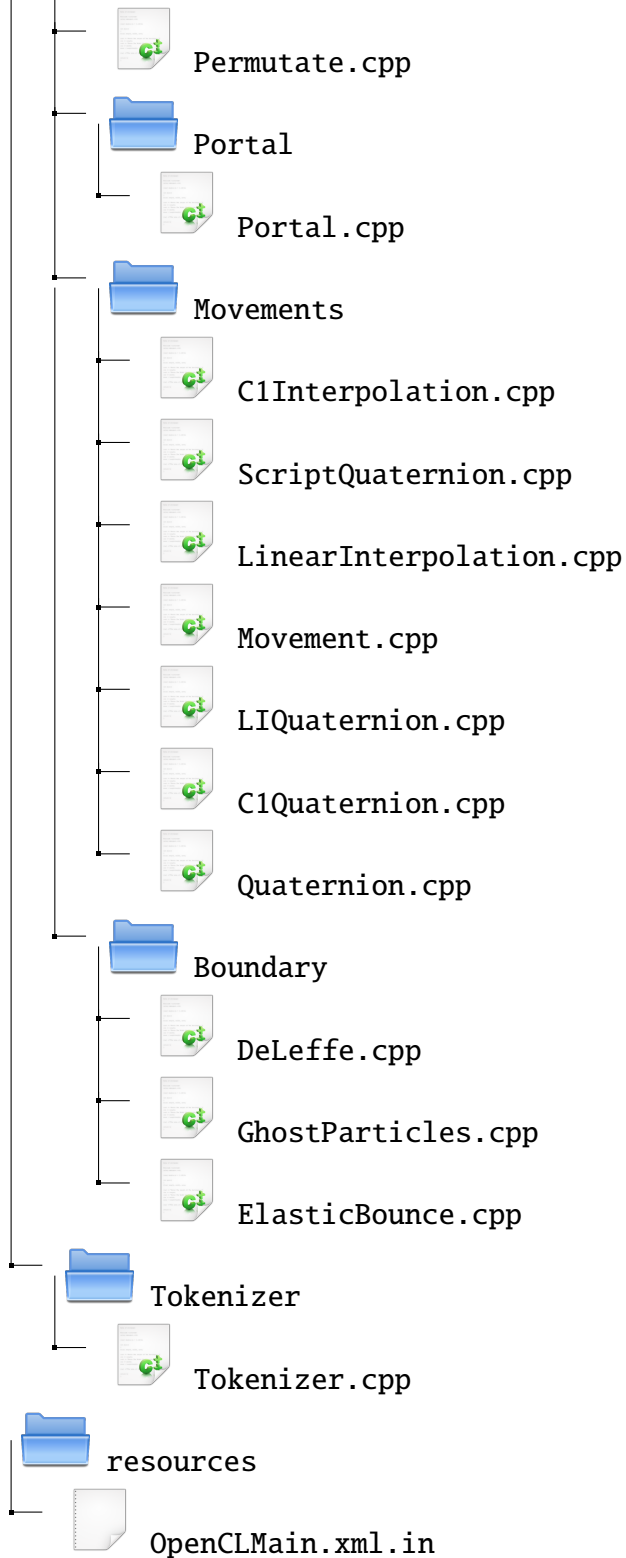 Permutate.cpp
Portal
Portal.cpp
Movements
C1Interpolation.cpp
ScriptQuaternion.cpp
LinearInterpolation.cpp
Movement.cpp
LIQuaternion.cpp
C1Quaternion.cpp
Quaternion.cpp
Boundary
DeLeffe.cpp
GhostParticles.cpp
ElasticBounce.cpp
Tokenizer
Tokenizer.cpp
resources
OpenCLMain.xml.in